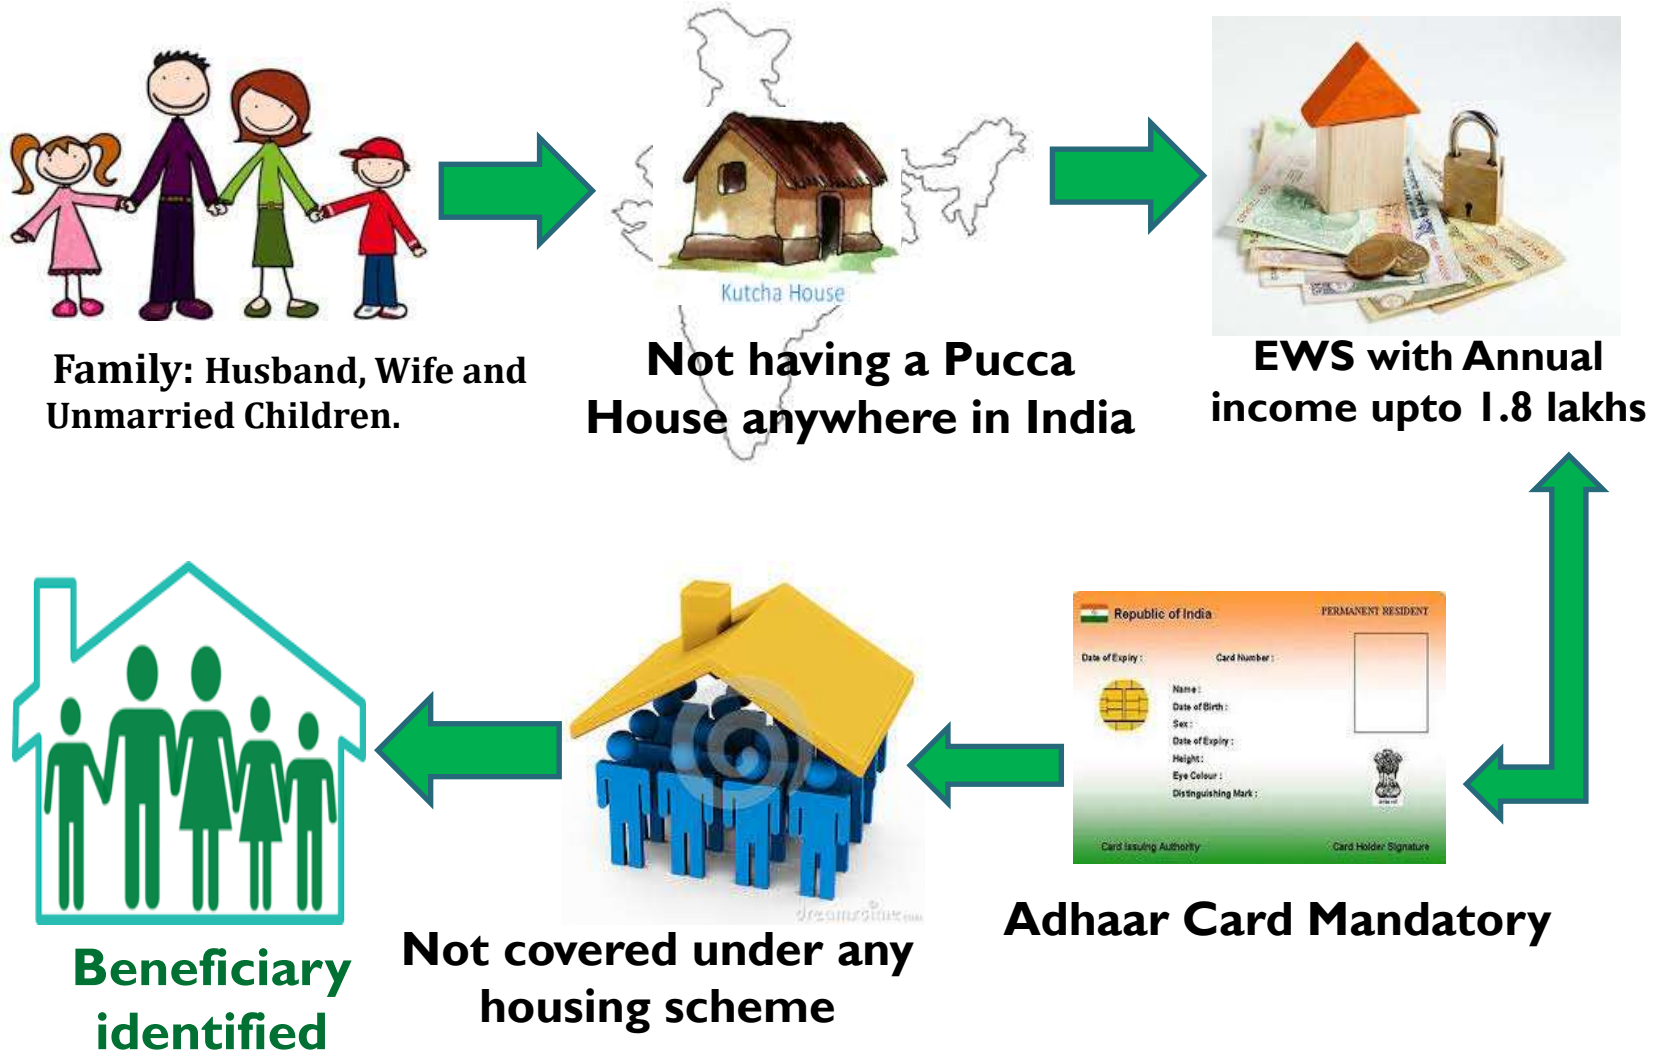 Kutcha House
Family: Husband, Wife and
Unmarried Children.
Not having a Pucca
House anywhere in India
EWS with Annual
income upto 1.8 lakhs
Republic of India
PERMANENT RESIDENT
Date of Expiry :
Card Number :
Name :
Date of Birth :
Sex :
Date of Expiry :
Height :
Eye Colour :
Distinguishing Mark :
Card Issuing Authority
Card Holder Signature
Adhaar Card Mandatory
dreamstime.com
Not covered under any
housing scheme
Beneficiary
identified